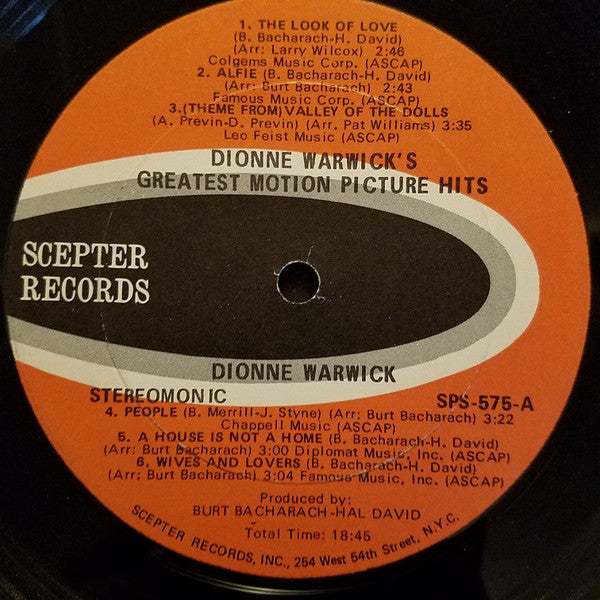 1. THE LOOK OF LOVE
(B. Bacharach-H. David)
(Arr: Larry Wilcox) 2:46
Colgems Music Corp. (ASCAP)
2. ALFIE (B. Bacharach-H. David)
(Arr: Burt Bacharach) 2:43
Famous Music Corp. (ASCAP)
3.(THEME FROM) VALLEY OF THE DOLLS
(A. Previn-D. Previn) (Arr. Pat Williams) 3:35
Leo Feist Music (ASCAP)
DIONNE WARWICK'S
GREATEST MOTION PICTURE HITS
SCEPTER
RECORDS
DIONNE WARWICK
STEREOMONIC SPS-575-A
4. PEOPLE (B. Merrill-J. Styne) (Arr: Burt Bacharach) 3:22
Chappell Music (ASCAP)
5. A HOUSE IS NOT A HOME (B. Bacharach-H. David)
(Arr: Burt Bacharach) 3:00 Diplomat Music, Inc. (ASCAP)
6. WIVES AND LOVERS (B. Bacharach-H. David)
(Arr; Burt Bacharach) 3:04 Famous Music, Inc. (ASCAP)
Produced by:
BURT BACHARACH-HAL DAVID
Total Time: 18:45
SCEPTER RECORDS, INC., 254 West 54th Street, N.Y.C.